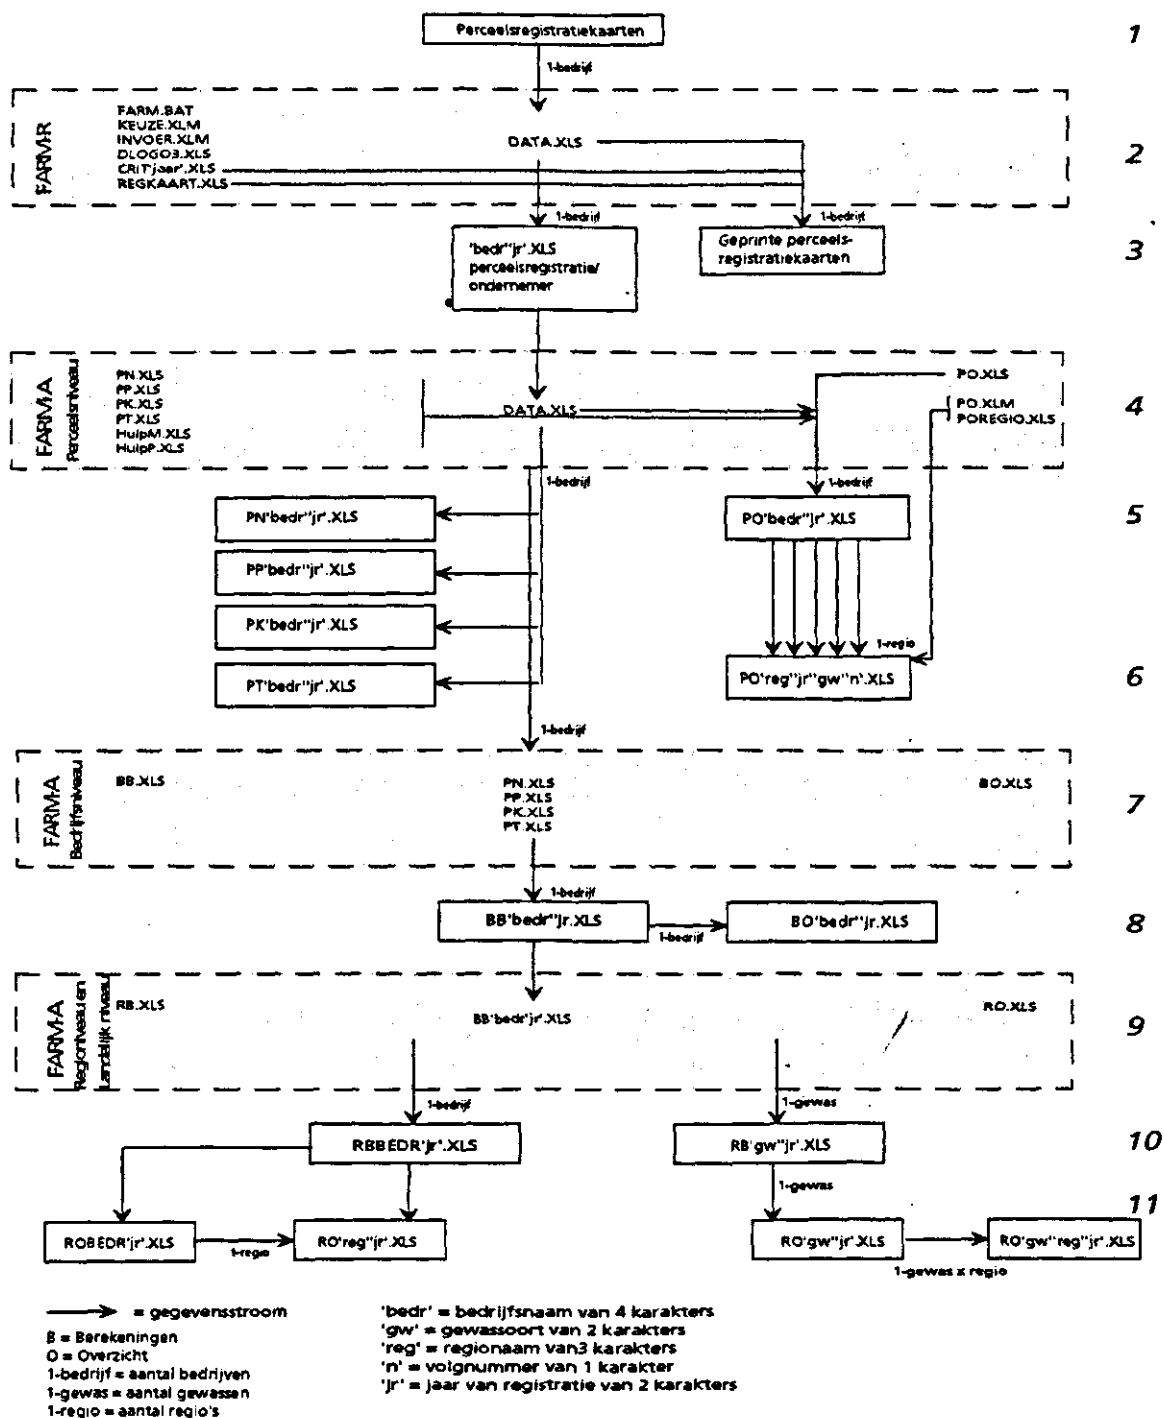 Perceelsregistratiekaarten
1
1-bedrijf
FARM-R
FARM.BAT
KEUZE.XLM
INVOER.XLM
DLOGO3.XLS
CRIT'jaar'.XLS
REGKAART.XLS
DATA.XLS
2
1-bedrijf
1-bedrijf
'bedr''jr'.XLS
perceelsregistratie/
ondernemer
Geprinte perceels-
registratiekaarten
3
FARM-A
Perceelsniveau
PN.XLS
PP.XLS
PK.XLS
PT.XLS
HulpM.XLS
HulpP.XLS
DATA.XLS
PO.XLS
PO.XLM
POREGIO.XLS
4
1-bedrijf
1-bedrijf
PN'bedr''jr'.XLS
PO'bedr''jr'.XLS
5
PP'bedr''jr'.XLS
PK'bedr''jr'.XLS
1-regio
PT'bedr''jr'.XLS
PO'reg''jr''gw''n'.XLS
6
1-bedrijf
FARM-A
Bedrijfsniveau
BB.XLS
PN.XLS
PP.XLS
PK.XLS
PT.XLS
BO.XLS
7
1-bedrijf
BB'bedr''jr.XLS
1-bedrijf
BO'bedr''jr.XLS
8
FARM-A
Regioniveau en
Landelijk niveau
RB.XLS
BB'bedr'jr'.XLS
RO.XLS
9
1-bedrijf
1-gewas
RBBEDR'jr'.XLS
RB'gw''jr'.XLS
10
1-gewas
11
ROBEDR'jr'.XLS
1-regio
RO'reg''jr'.XLS
RO'gw''jr'.XLS
1-gewas x regio
RO'gw''reg''jr'.XLS
= gegevensstroom
B = Berekeningen
O = Overzicht
1-bedrijf = aantal bedrijven
1-gewas = aantal gewassen
1-regio = aantal regio's
'bedr' = bedrijfsnaam van 4 karakters
'gw' = gewassoort van 2 karakters
'reg' = regionaam van3 karakters
'n' = volgnummer van 1 karakter
'jr' = jaar van registratie van 2 karakters